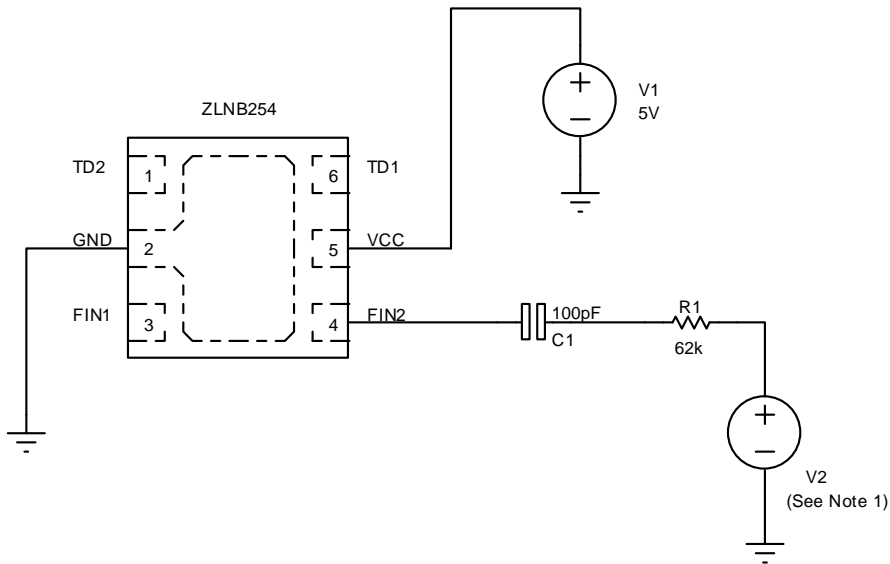 V1
5V
ZLNB254
TD2
1
6
TD1
GND
2
5
VCC
FIN1
3
4
FIN2
100pF
C1
R1
62k
V2
(See Note 1)